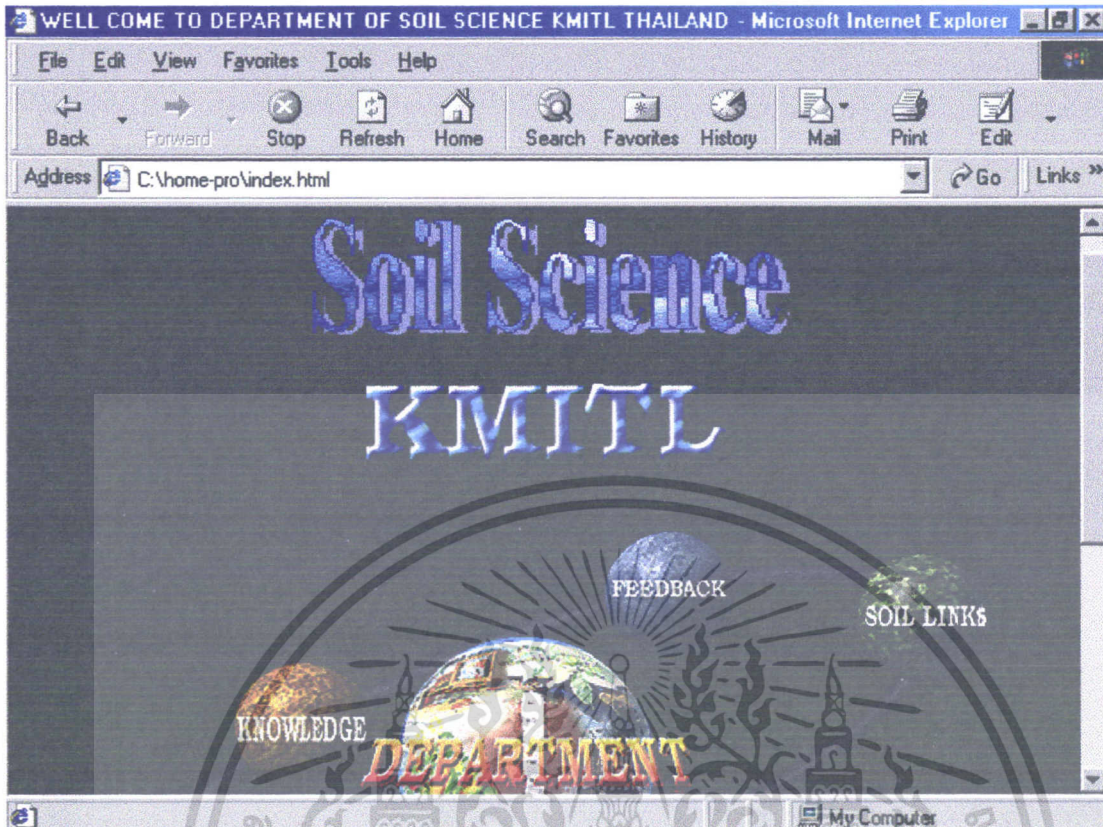 WELL COME TO DEPARTMENT OF SOIL SCIENCE KMITL THAILAND - Microsoft Internet Explorer
File Edit View Favorites Tools Help
Back Forward Stop Refresh Home Search Favorites History Mail Print Edit
Address C:\home-pro\index.html Go Links »
Soil Science
KMITL
FEEDBACK
SOIL LINKS
KNOWLEDGE
DEPARTMENT
My Computer